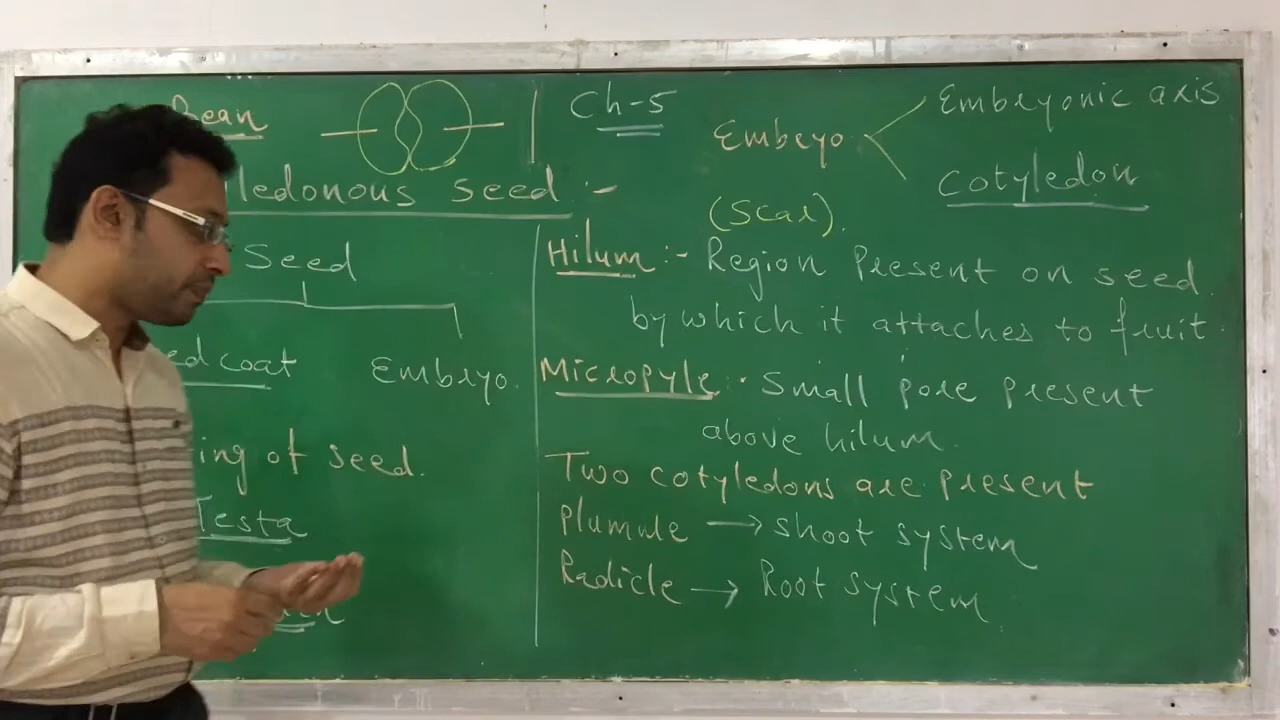 Bean
ledonous seed :-
Seed
ed coat Embryo.
ing of seed.
Testa
Ch-5
Embryo
Embryonic axis
Cotyledon
(Scar).
Hilum :- Region Present on seed
by which it attaches to fruit.
Micropyle :- Small pore present
above hilum.
Two cotyledons are present
Plumule → shoot system
Radicle → Root system